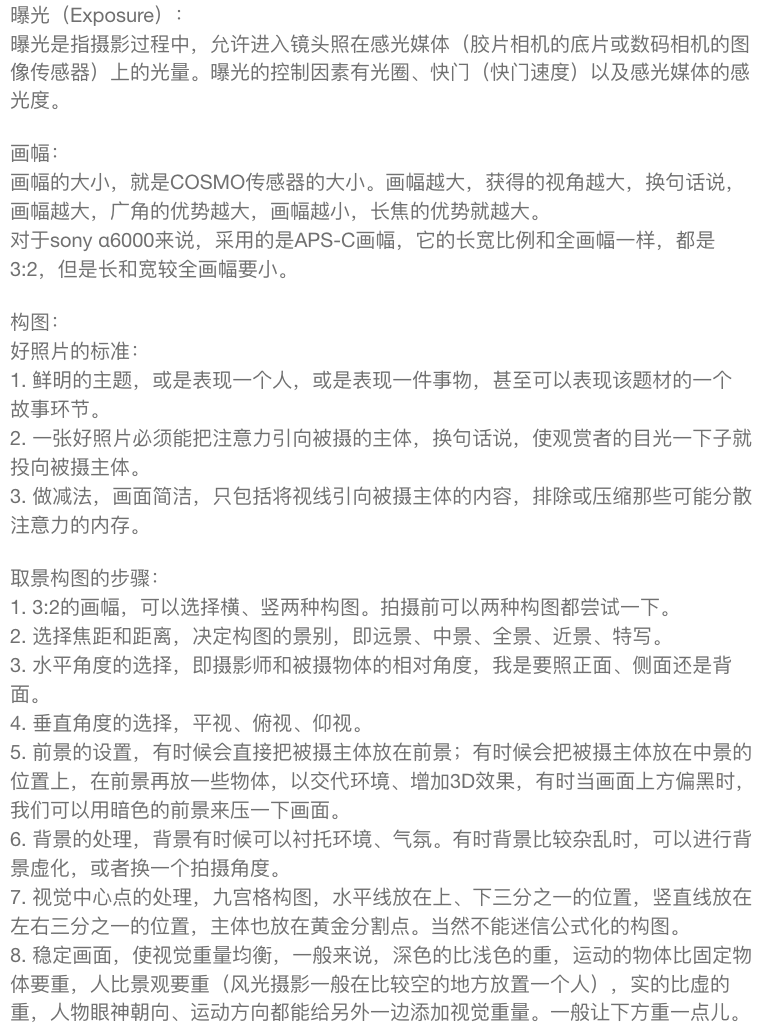 曝光（Exposure）：
曝光是指摄影过程中，允许进入镜头照在感光媒体（胶片相机的底片或数码相机的图
像传感器）上的光量。曝光的控制因素有光圈、快门（快门速度）以及感光媒体的感
光度。
画幅：
画幅的大小，就是COSMO传感器的大小。画幅越大，获得的视角越大，换句话说，
画幅越大，广角的优势越大，画幅越小，长焦的优势就越大。
对于sony α6000来说，采用的是APS-C画幅，它的长宽比例和全画幅一样，都是
3:2，但是长和宽较全画幅要小。
构图：
好照片的标准：
1. 鲜明的主题，或是表现一个人，或是表现一件事物，甚至可以表现该题材的一个
故事环节。
2. 一张好照片必须能把注意力引向被摄的主体，换句话说，使观赏者的目光一下子就
投向被摄主体。
3. 做减法，画面简洁，只包括将视线引向被摄主体的内容，排除或压缩那些可能分散
注意力的内存。
取景构图的步骤：
1. 3:2的画幅，可以选择横、竖两种构图。拍摄前可以两种构图都尝试一下。
2. 选择焦距和距离，决定构图的景别，即远景、中景、全景、近景、特写。
3. 水平角度的选择，即摄影师和被摄物体的相对角度，我是要照正面、侧面还是背
面。
4. 垂直角度的选择，平视、俯视、仰视。
5. 前景的设置，有时候会直接把被摄主体放在前景；有时候会把被摄主体放在中景的
位置上，在前景再放一些物体，以交代环境、增加3D效果，有时当画面上方偏黑时，
我们可以用暗色的前景来压一下画面。
6. 背景的处理，背景有时候可以衬托环境、气氛。有时背景比较杂乱时，可以进行背
景虚化，或者换一个拍摄角度。
7. 视觉中心点的处理，九宫格构图，水平线放在上、下三分之一的位置，竖直线放在
左右三分之一的位置，主体也放在黄金分割点。当然不能迷信公式化的构图。
8. 稳定画面，使视觉重量均衡，一般来说，深色的比浅色的重，运动的物体比固定物
体要重，人比景观要重（风光摄影一般在比较空的地方放置一个人），实的比虚的
重，人物眼神朝向、运动方向都能给另外一边添加视觉重量。一般让下方重一点儿。